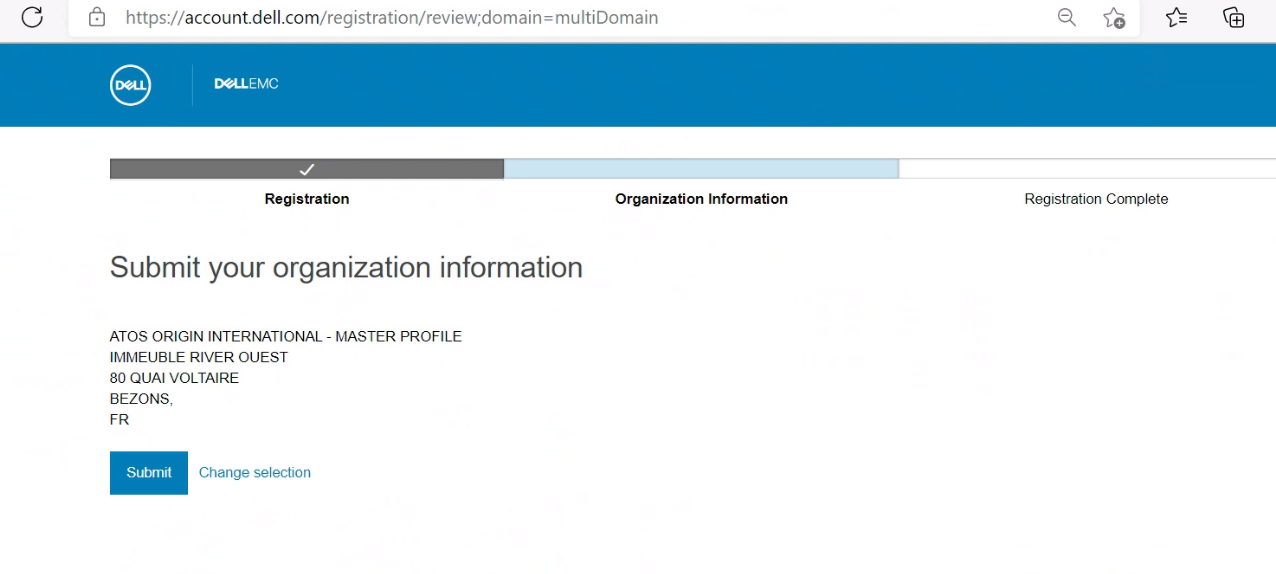 https://account.dell.com/registration/review;domain=multiDomain
DELL
DELLEMC
Registration
Organization Information
Registration Complete
Submit your organization information
ATOS ORIGIN INTERNATIONAL - MASTER PROFILE
IMMEUBLE RIVER OUEST
80 QUAI VOLTAIRE
BEZONS,
FR
Submit Change selection